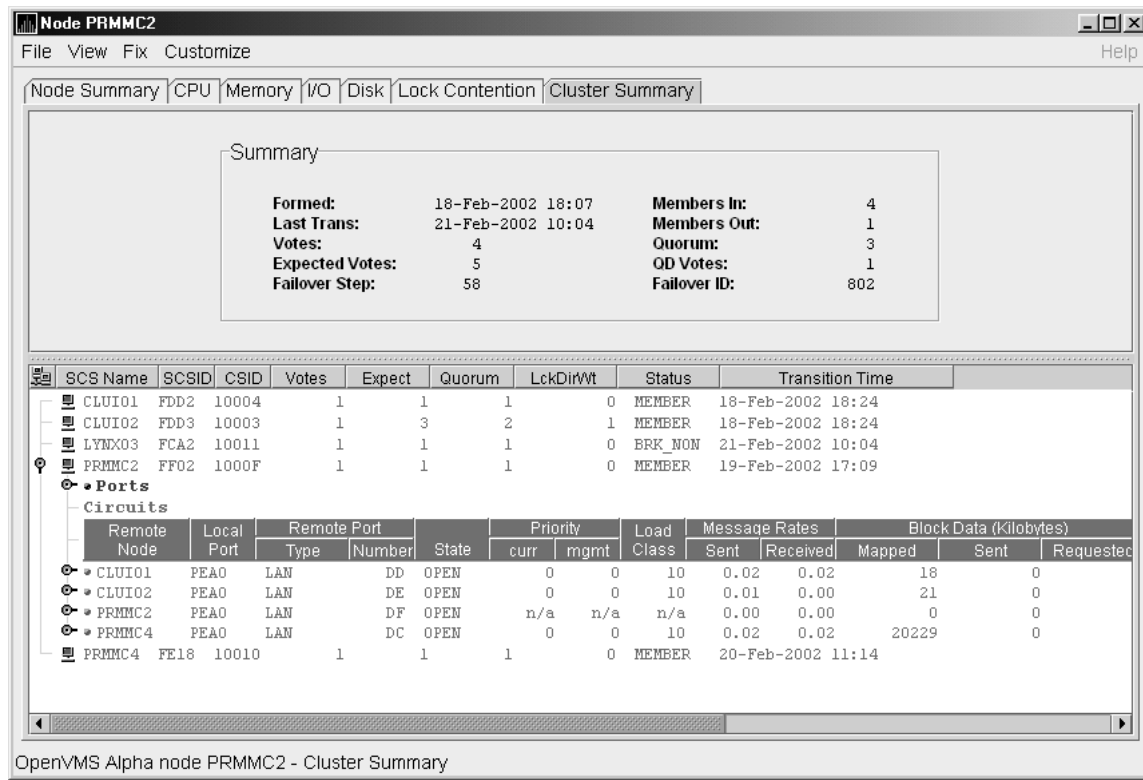 Node PRMMC2
File View Fix Customize Help
Node Summary CPU Memory I/O Disk Lock Contention Cluster Summary
Summary
Formed: 18-Feb-2002 18:07 Members In: 4
Last Trans: 21-Feb-2002 10:04 Members Out: 1
Votes: 4 Quorum: 3
Expected Votes: 5 QD Votes: 1
Failover Step: 58 Failover ID: 802
SCS Name SCSID CSID Votes Expect Quorum LckDirWt Status Transition Time
CLUI01 FDD2 10004 1 1 1 0 MEMBER 18-Feb-2002 18:24
CLUI02 FDD3 10003 1 3 2 1 MEMBER 18-Feb-2002 18:24
LYNX03 FCA2 10011 1 1 1 0 BRK_NON 21-Feb-2002 10:04
PRMMC2 FF02 1000F 1 1 1 0 MEMBER 19-Feb-2002 17:09
Ports
Circuits
Remote Local Remote Port Priority Load Message Rates Block Data (Kilobytes)
Node Port Type Number State curr mgmt Class Sent Received Mapped Sent Requested
CLUI01 PEA0 LAN DD OPEN 0 0 10 0.02 0.02 18 0
CLUI02 PEA0 LAN DE OPEN 0 0 10 0.01 0.00 21 0
PRMMC2 PEA0 LAN DF OPEN n/a n/a n/a 0.00 0.00 0 0
PRMMC4 PEA0 LAN DC OPEN 0 0 10 0.02 0.02 20229 0
PRMMC4 FE18 10010 1 1 1 0 MEMBER 20-Feb-2002 11:14
OpenVMS Alpha node PRMMC2 - Cluster Summary